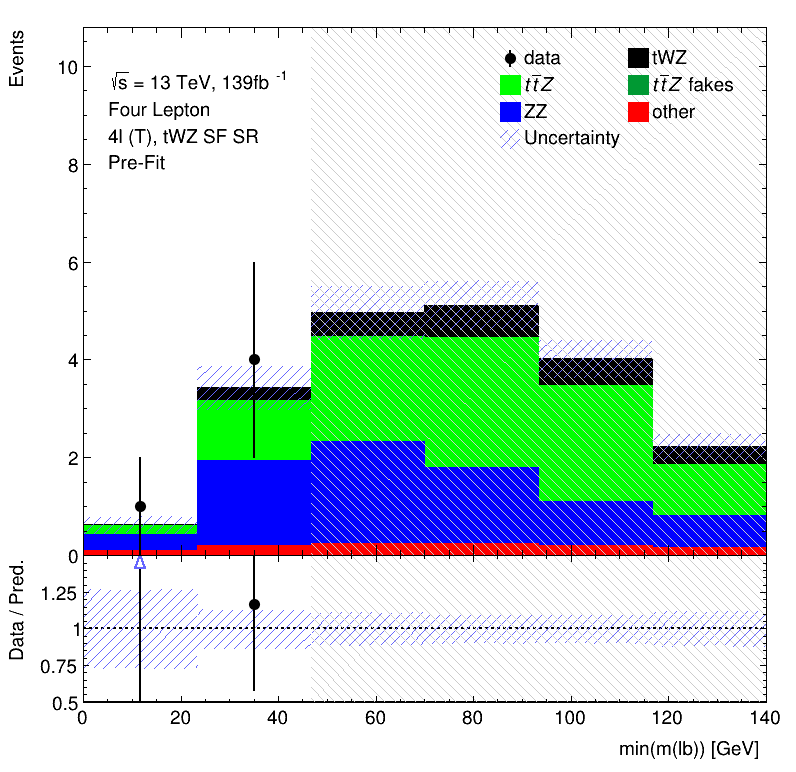 Events
10
8
6
4
2
0
√s = 13 TeV, 139fb ⁻¹
Four Lepton
4l (T), tWZ SF SR
Pre-Fit
data
tWZ
tt̄Z
tt̄Z fakes
ZZ
other
Uncertainty
Data / Pred.
1.25
1
0.75
0.5
0 20 40 60 80 100 120 140
min(m(lb)) [GeV]